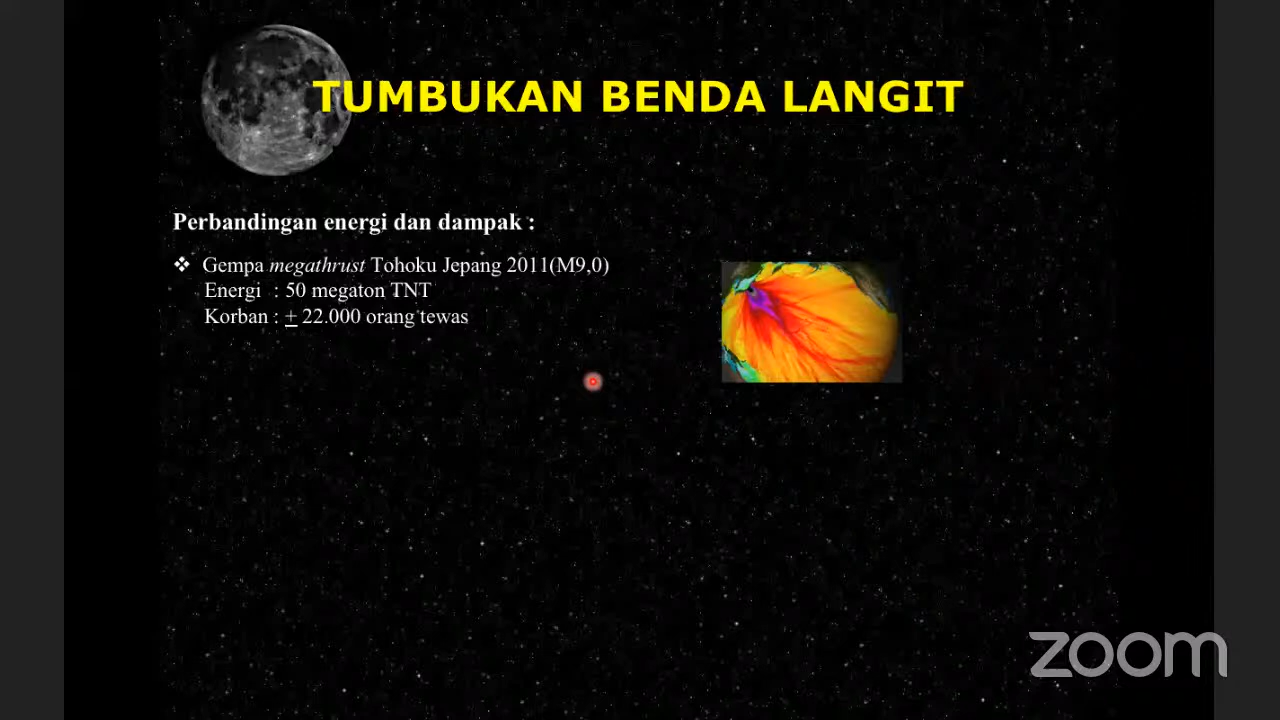 TUMBUKAN BENDA LANGIT
Perbandingan energi dan dampak :
❖ Gempa megathrust Tohoku Jepang 2011(M9,0)
Energi : 50 megaton TNT
Korban : ± 22.000 orang tewas
zoom